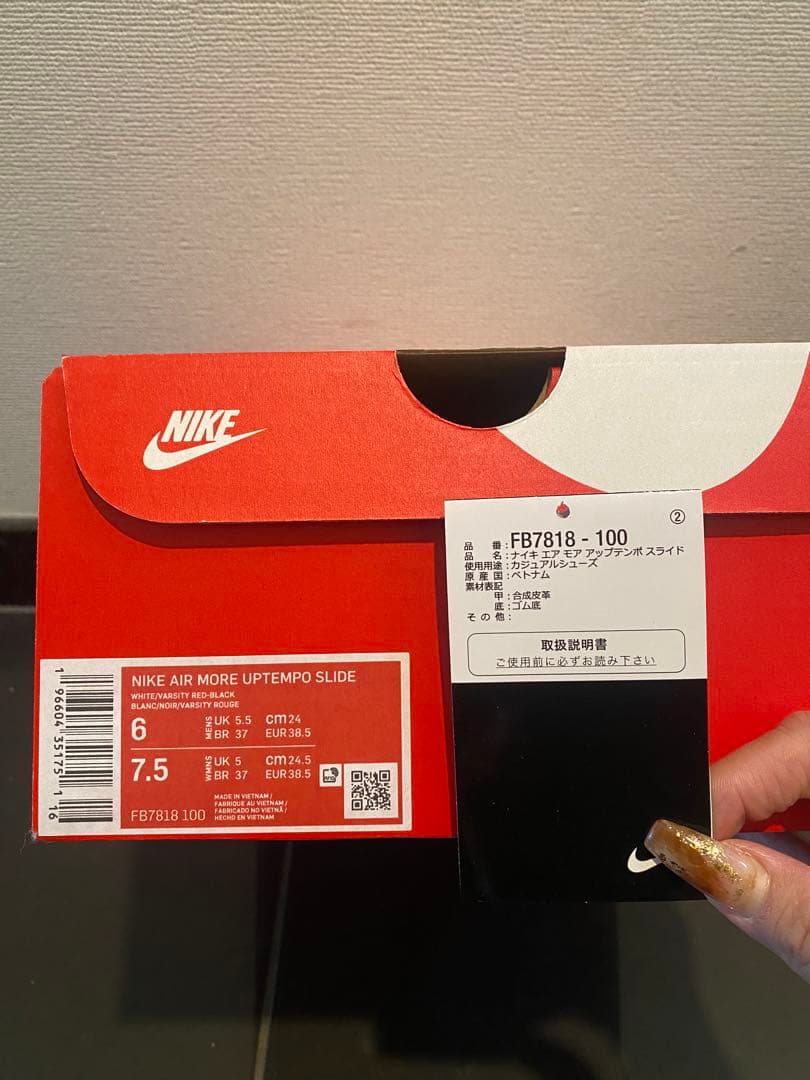 NIKE
②
品 番 : FB7818 - 100
品 名 : ナイキ エア モア アップテンポ スライド
使用用途 : カジュアルシューズ
原 産 国 : ベトナム
素材表記
甲 : 合成皮革
底 : ゴム底
そ の 他 :
取扱説明書
ご使用前に必ずお読み下さい
NIKE AIR MORE UPTEMPO SLIDE
WHITE/VARSITY RED-BLACK
BLANC/NOIR/VARSITY ROUGE
6 MENS UK 5.5 cm 24
BR 37 EUR 38.5
7.5 WMNS UK 5 cm 24.5
BR 37 EUR 38.5
FB7818 100
MADE IN VIETNAM /
FABRIQUE AU VIETNAM /
FABRICADO NO VIETNÃ /
HECHO EN VIETNAM
1 96604 35175 1 16